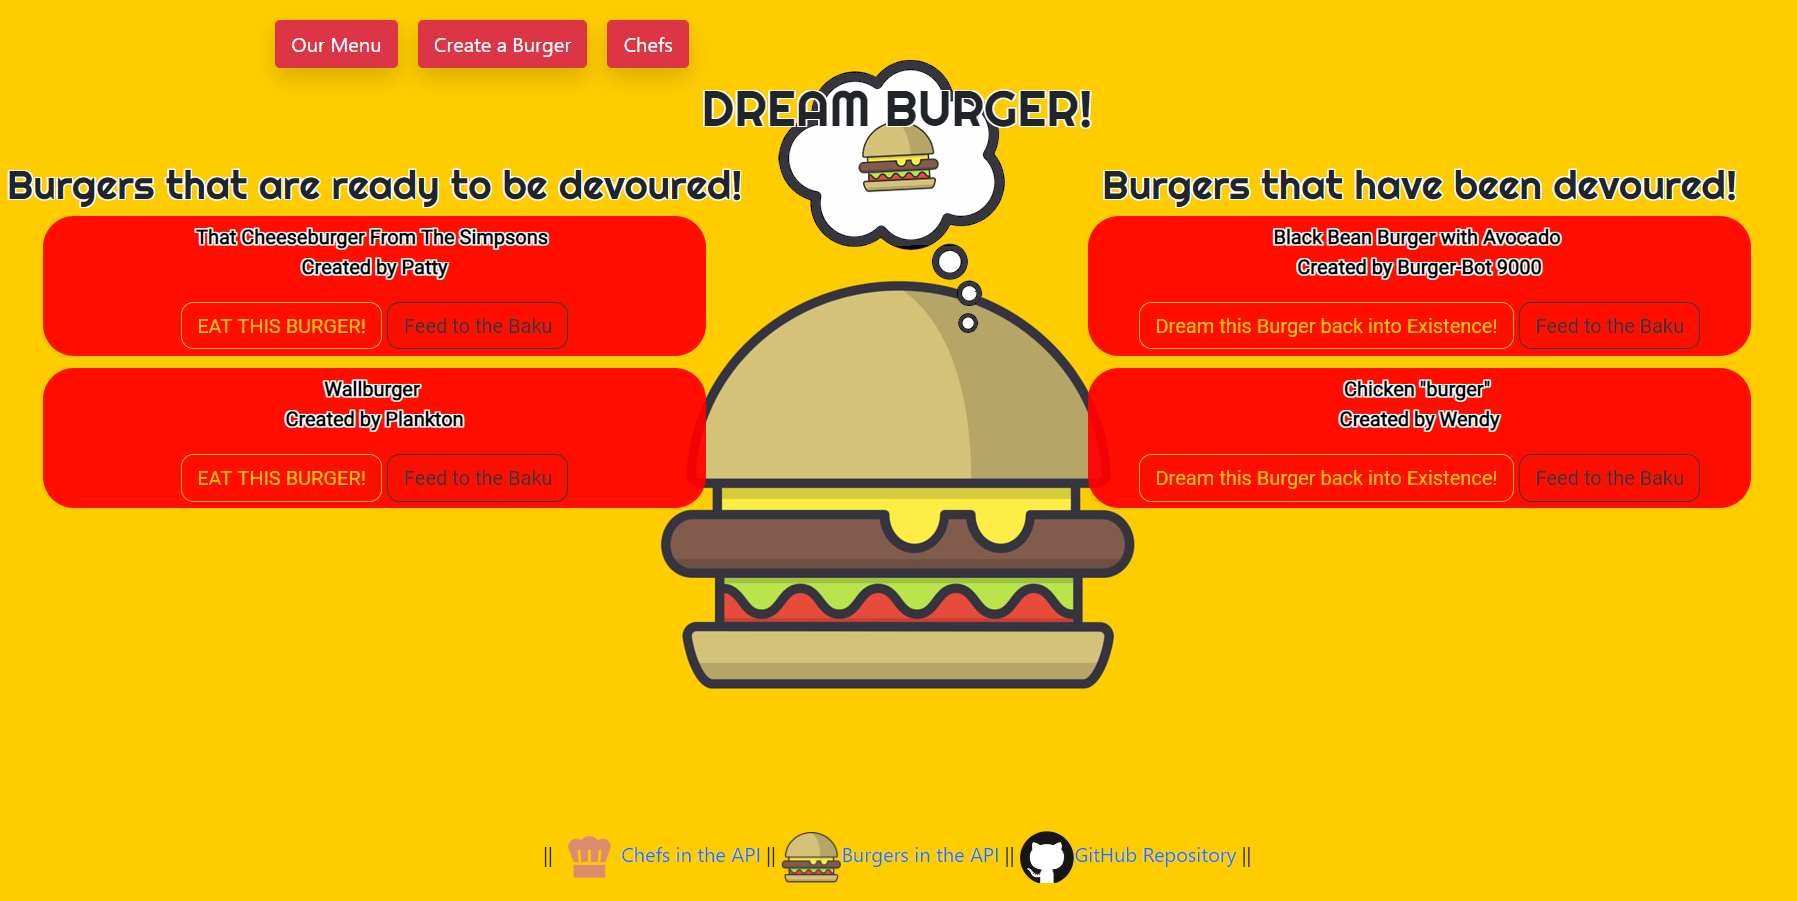 Our Menu
Create a Burger
Chefs
DREAM BURGER!
Burgers that are ready to be devoured!
That Cheeseburger From The Simpsons
Created by Patty
EAT THIS BURGER! Feed to the Baku
Wallburger
Created by Plankton
EAT THIS BURGER! Feed to the Baku
Burgers that have been devoured!
Black Bean Burger with Avocado
Created by Burger-Bot 9000
Dream this Burger back into Existence! Feed to the Baku
Chicken "burger"
Created by Wendy
Dream this Burger back into Existence! Feed to the Baku
|| Chefs in the API || Burgers in the API || GitHub Repository ||